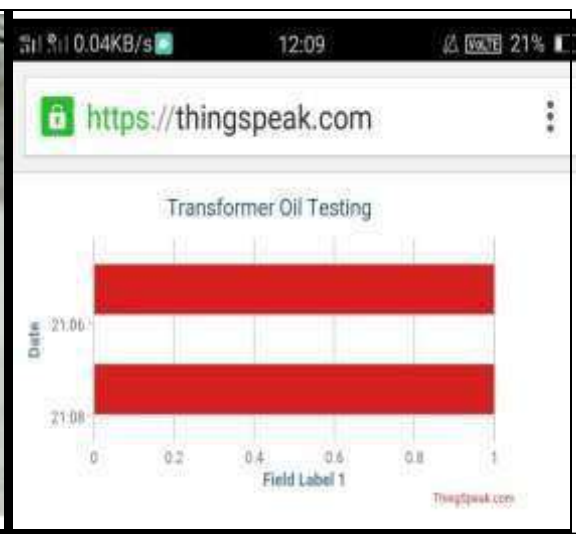 0.04KB/s 12:09 VoLTE 21%
https://thingspeak.com
Transformer Oil Testing
Date
21:06
21:08
0 0.2 0.4 0.6 0.8 1
Field Label 1
ThingSpeak.com